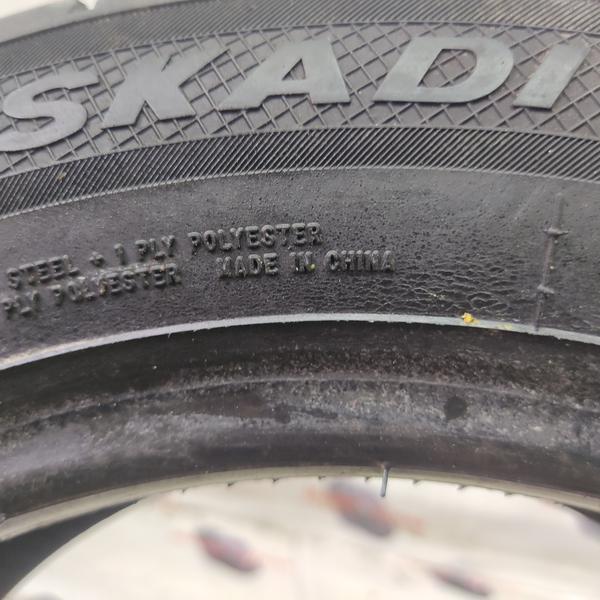 SKADI
STEEL + 1 PLY POLYESTER
PLY POLYESTER MADE IN CHINA